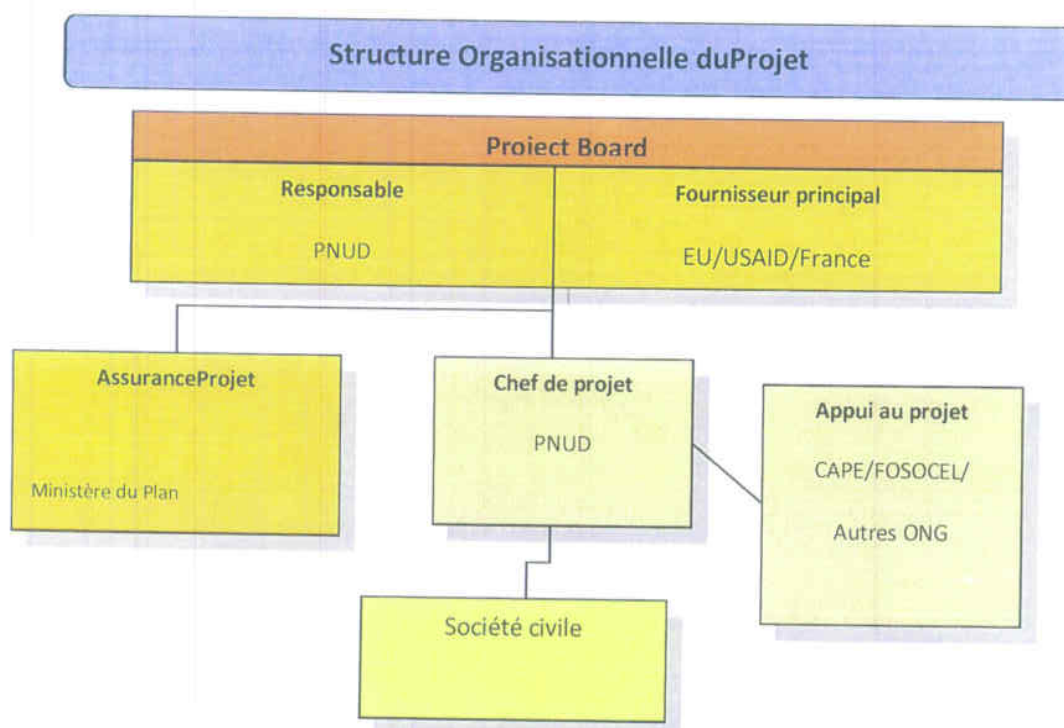 Structure Organisationnelle duProjet
Project Board
Responsable
PNUD
Fournisseur principal
EU/USAID/France
AssuranceProjet
Ministère du Plan
Chef de projet
PNUD
Appui au projet
CAPE/FOSOCEL/
Autres ONG
Société civile